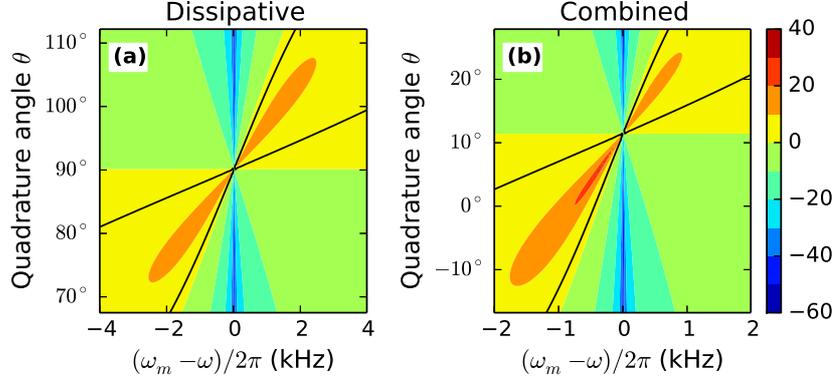 Dissipative
(a)
Quadrature angle θ
110°
100°
90°
80°
70°
−4 −2 0 2 4
(ω_m − ω)/2π (kHz)
Combined
(b)
Quadrature angle θ
20°
10°
0°
−10°
−2 −1 0 1 2
(ω_m − ω)/2π (kHz)
40
20
0
−20
−40
−60